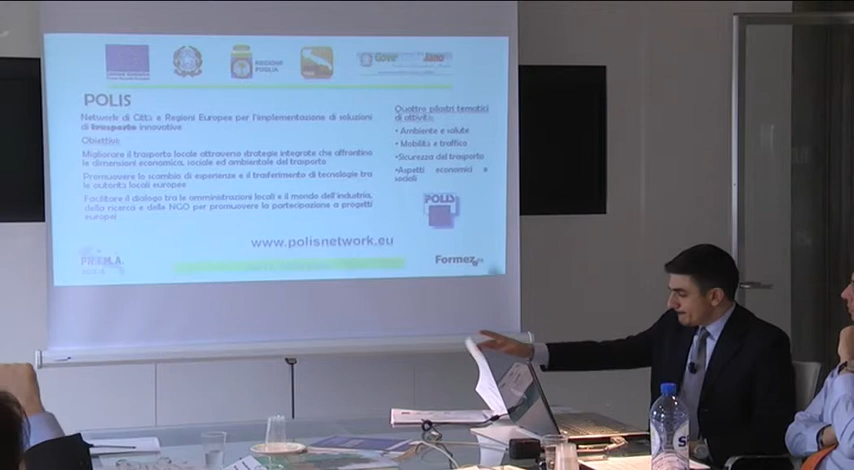 REGIONE
PUGLIA
POLIS
Network di Città e Regioni Europee per l'implementazione di soluzioni
di trasporto innovative
Obiettivo
Migliorare il trasporto locale attraverso strategie integrate che affrontino
le dimensioni economica, sociale ed ambientale del trasporto
Promuovere lo scambio di esperienze e il trasferimento di tecnologie tra
le autorità locali europee
Facilitare il dialogo tra le amministrazioni locali e il mondo dell'industria,
della ricerca e delle NGO per promuovere la partecipazione a progetti
europei
Quattro pilastri tematici
di attività
•Ambiente e salute
•Mobilità e traffico
•Sicurezza del trasporto
•Aspetti economici e
sociali
POLIS
www.polisnetwork.eu
Formez